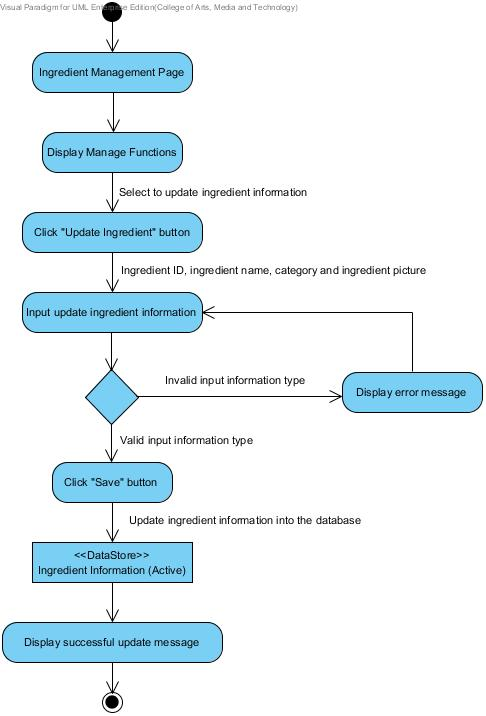 Visual Paradigm for UML Enterprise Edition(College of Arts, Media and Technology)
Ingredient Management Page
Display Manage Functions
Select to update ingredient information
Click "Update Ingredient" button
Ingredient ID, ingredient name, category and ingredient picture
Input update ingredient information
Invalid input information type
Display error message
Valid input information type
Click "Save" button
Update ingredient information into the database
<<DataStore>>
Ingredient Information (Active)
Display successful update message